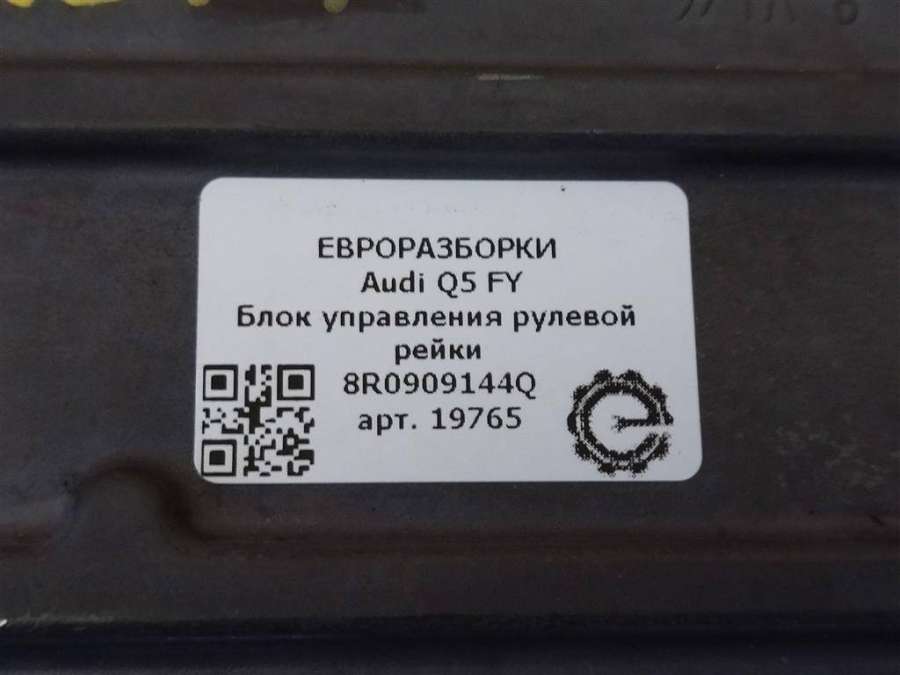 ЕВРОРАЗБОРКИ
Audi Q5 FY
Блок управления рулевой
рейки
8R0909144Q
арт. 19765